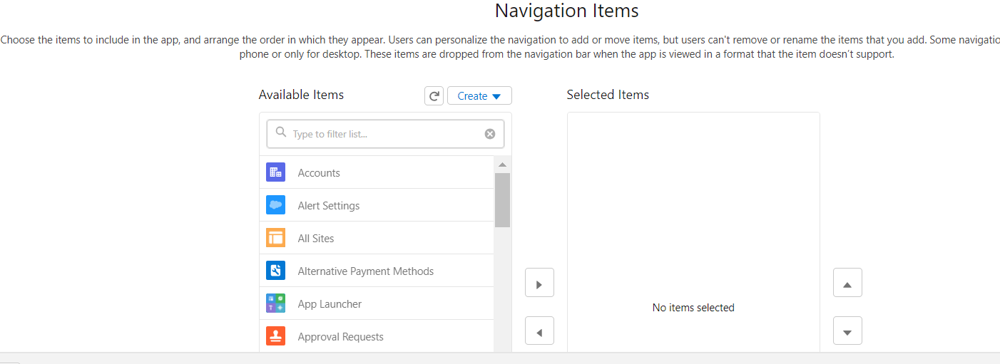 Navigation Items
Choose the items to include in the app, and arrange the order in which they appear. Users can personalize the navigation to add or move items, but users can't remove or rename the items that you add. Some
phone or only for desktop. These items are dropped from the navigation bar when the app is viewed in a format that the item doesn't support.
Available Items
Create
Selected Items
Type to filter list...
Accounts
Alert Settings
All Sites
Alternative Payment Methods
App Launcher
Approval Requests
No items selected